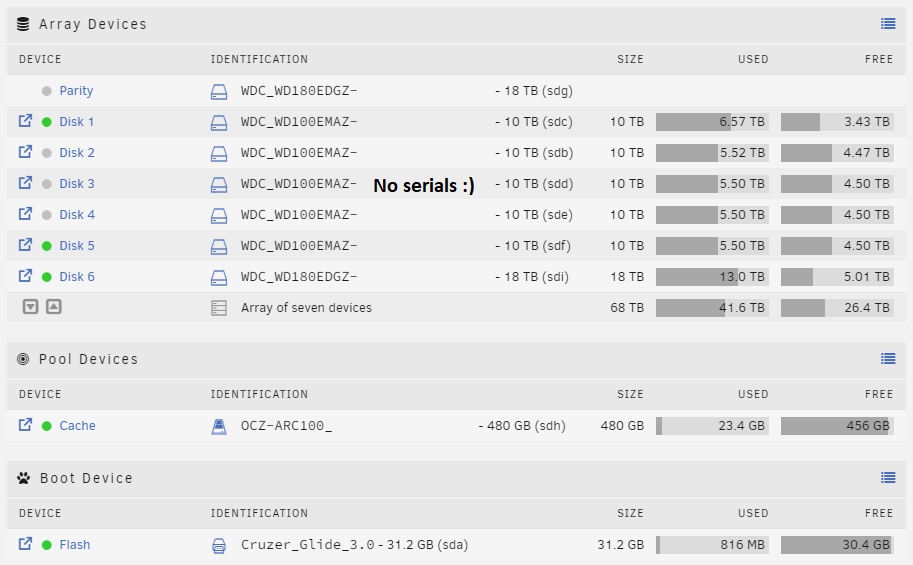 Array Devices
DEVICE IDENTIFICATION SIZE USED FREE
Parity WDC_WD180EDGZ- - 18 TB (sdg)
Disk 1 WDC_WD100EMAZ- - 10 TB (sdc) 10 TB 6.57 TB 3.43 TB
Disk 2 WDC_WD100EMAZ- - 10 TB (sdb) 10 TB 5.52 TB 4.47 TB
Disk 3 WDC_WD100EMAZ- No serials :) - 10 TB (sdd) 10 TB 5.50 TB 4.50 TB
Disk 4 WDC_WD100EMAZ- - 10 TB (sde) 10 TB 5.50 TB 4.50 TB
Disk 5 WDC_WD100EMAZ- - 10 TB (sdf) 10 TB 5.50 TB 4.50 TB
Disk 6 WDC_WD180EDGZ- - 18 TB (sdi) 18 TB 13.0 TB 5.01 TB
Array of seven devices 68 TB 41.6 TB 26.4 TB
Pool Devices
DEVICE IDENTIFICATION SIZE USED FREE
Cache OCZ-ARC100_ - 480 GB (sdh) 480 GB 23.4 GB 456 GB
Boot Device
DEVICE IDENTIFICATION SIZE USED FREE
Flash Cruzer_Glide_3.0 - 31.2 GB (sda) 31.2 GB 816 MB 30.4 GB